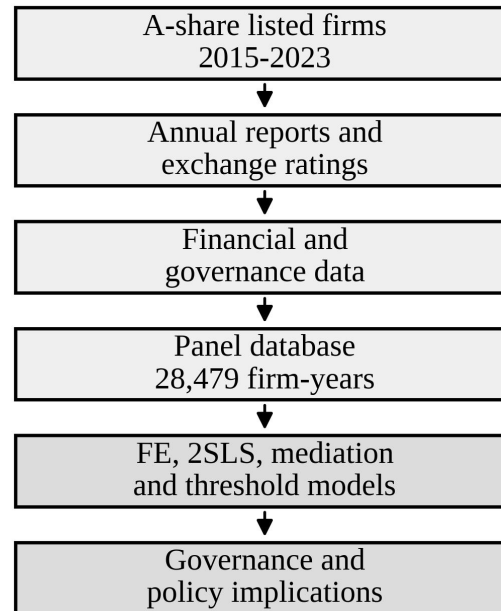 A-share listed firms
2015-2023
Annual reports and
exchange ratings
Financial and
governance data
Panel database
28,479 firm-years
FE, 2SLS, mediation
and threshold models
Governance and
policy implications